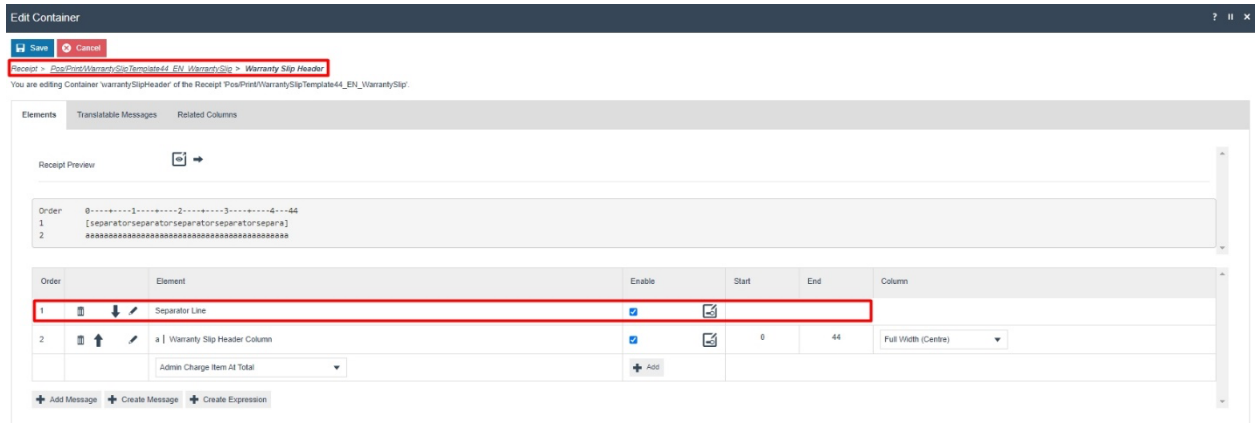 Edit Container
? II ×
Save Cancel
Receipt > Pos/Print/WarrantySlipTemplate44_EN_WarrantySlip > Warranty Slip Header
You are editing Container 'warrantySlipHeader' of the Receipt 'Pos/Print/WarrantySlipTemplate44_EN_WarrantySlip'.
Elements Translatable Messages Related Columns
Receipt Preview
Order 0----+----1----+----2----+----3----+----4---44
1 [separatorseparatorseparatorseparatorsepara]
2 aaaaaaaaaaaaaaaaaaaaaaaaaaaaaaaaaaaaaaaaaaaa
Order Element Enable Start End Column
1 Separator Line
2 a | Warranty Slip Header Column 0 44 Full Width (Centre)
Admin Charge Item At Total Add
Add Message Create Message Create Expression